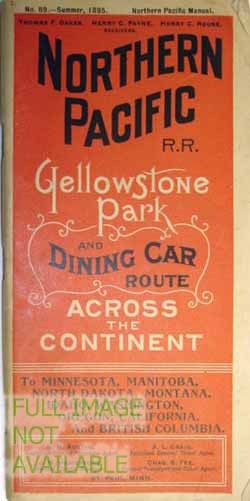 No. 89.—Summer, 1895. Northern Pacific Manual.
THOMAS F. OAKES, HENRY C. PAYNE, HENRY C. ROUSE,
RECEIVERS.
NORTHERN
PACIFIC
R.R.
Yellowstone
Park
AND
DINING CAR
ROUTE
ACROSS
THE
CONTINENT
To MINNESOTA, MANITOBA,
NORTH DAKOTA, MONTANA,
IDAHO, WASHINGTON,
OREGON, CALIFORNIA,
And BRITISH COLUMBIA.
FULL IMAGE
NOT
AVAILABLE
J. L. CRAIG,
CHAS. S. FEE,
ST. PAUL, MINN.